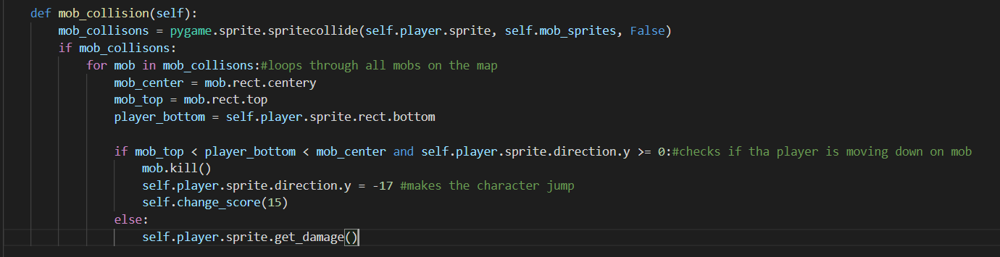 def mob_collision(self):
    mob_collisons = pygame.sprite.spritecollide(self.player.sprite, self.mob_sprites, False)
    if mob_collisons:
        for mob in mob_collisons:#loops through all mobs on the map
            mob_center = mob.rect.centery
            mob_top = mob.rect.top
            player_bottom = self.player.sprite.rect.bottom

            if mob_top < player_bottom < mob_center and self.player.sprite.direction.y >= 0:#checks if tha player is moving down on mob
                mob.kill()
                self.player.sprite.direction.y = -17 #makes the character jump
                self.change_score(15)
            else:
                self.player.sprite.get_damage()